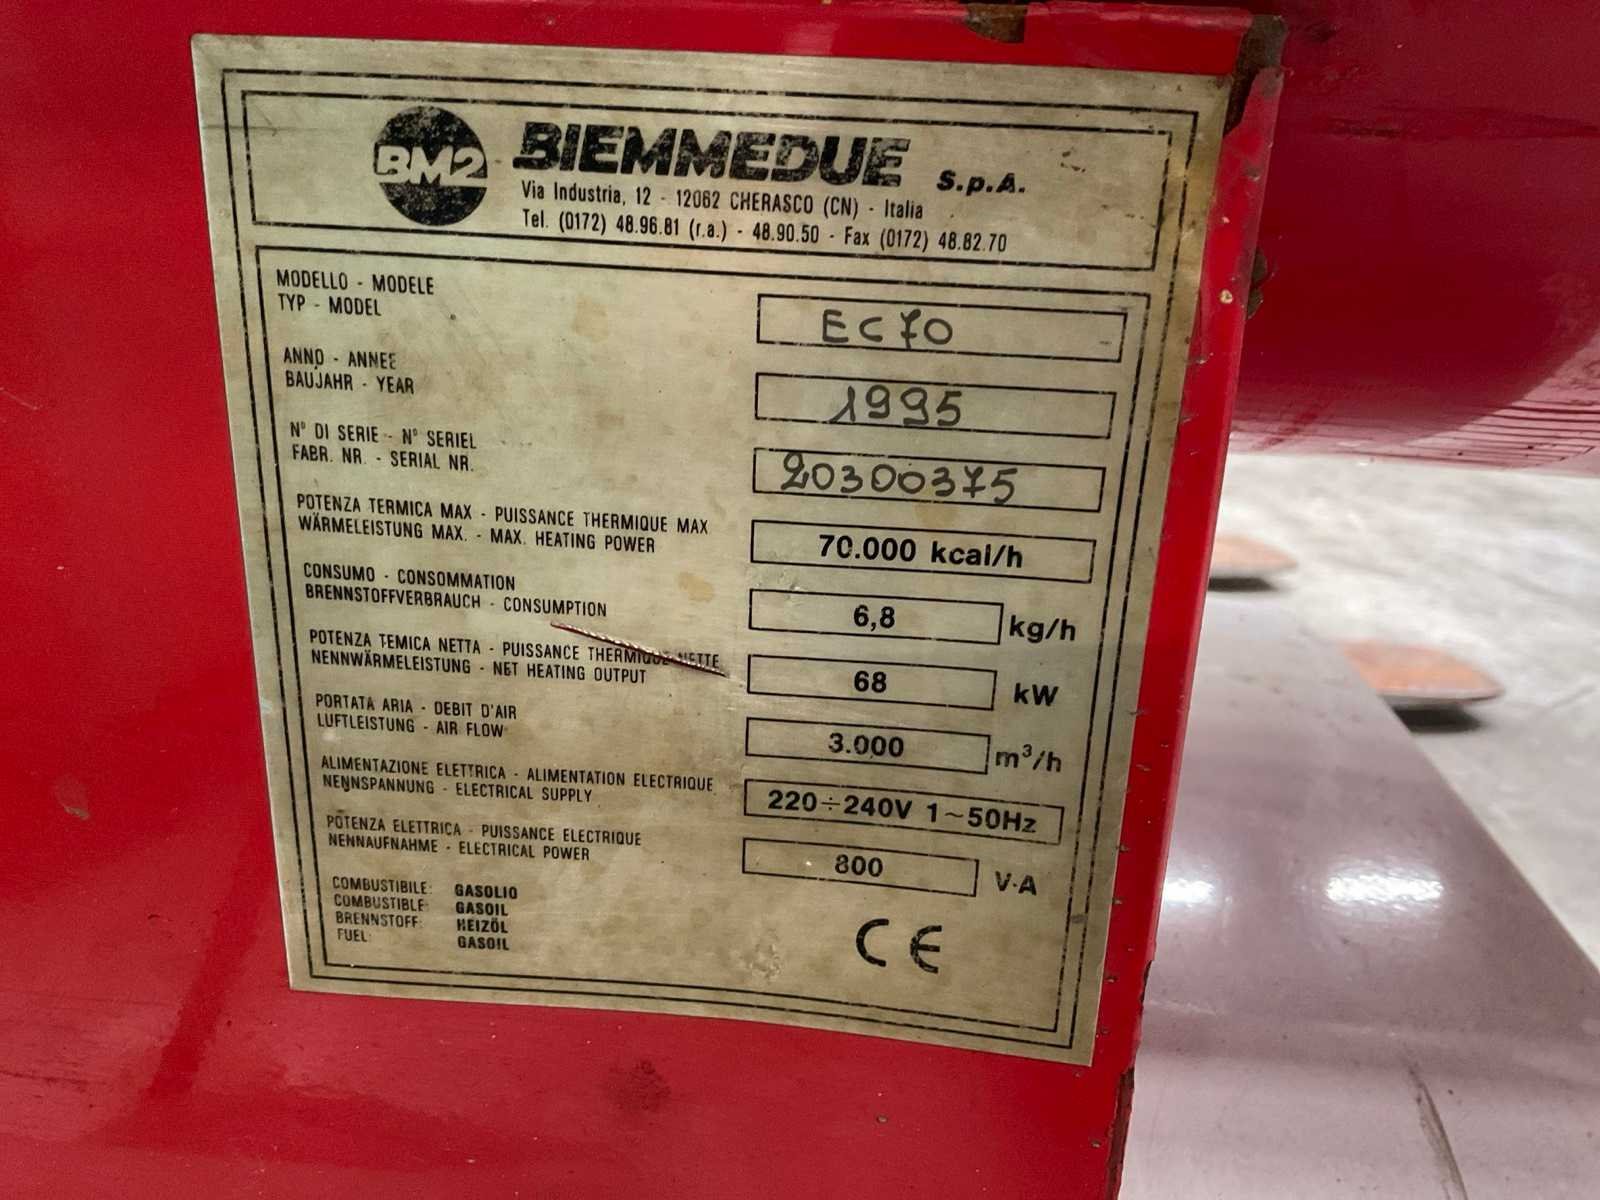 BM2 BIEMMEDUE S.p.A.
Via Industria, 12 - 12062 CHERASCO (CN) - Italia
Tel. (0172) 48.96.81 (r.a.) - 48.90.50 - Fax (0172) 48.82.70
MODELLO - MODELE
TYP - MODEL
EC70
ANNO - ANNEE
BAUJAHR - YEAR
1995
N° DI SERIE - N° SERIEL
FABR. NR. - SERIAL NR.
20300375
POTENZA TERMICA MAX - PUISSANCE THERMIQUE MAX
WÄRMELEISTUNG MAX. - MAX. HEATING POWER
70.000 kcal/h
CONSUMO - CONSOMMATION
BRENNSTOFFVERBRAUCH - CONSUMPTION
6,8 kg/h
POTENZA TEMICA NETTA - PUISSANCE THERMIQUE NETTE
NENNWÄRMELEISTUNG - NET HEATING OUTPUT
68 kW
PORTATA ARIA - DEBIT D'AIR
LUFTLEISTUNG - AIR FLOW
3.000 m³/h
ALIMENTAZIONE ELETTRICA - ALIMENTATION ELECTRIQUE
NENNSPANNUNG - ELECTRICAL SUPPLY
220÷240V 1~50Hz
POTENZA ELETTRICA - PUISSANCE ELECTRIQUE
NENNAUFNAHME - ELECTRICAL POWER
800 V·A
COMBUSTIBILE: GASOLIO
COMBUSTIBLE: GASOIL
BRENNSTOFF: HEIZÖL
FUEL: GASOIL
CE